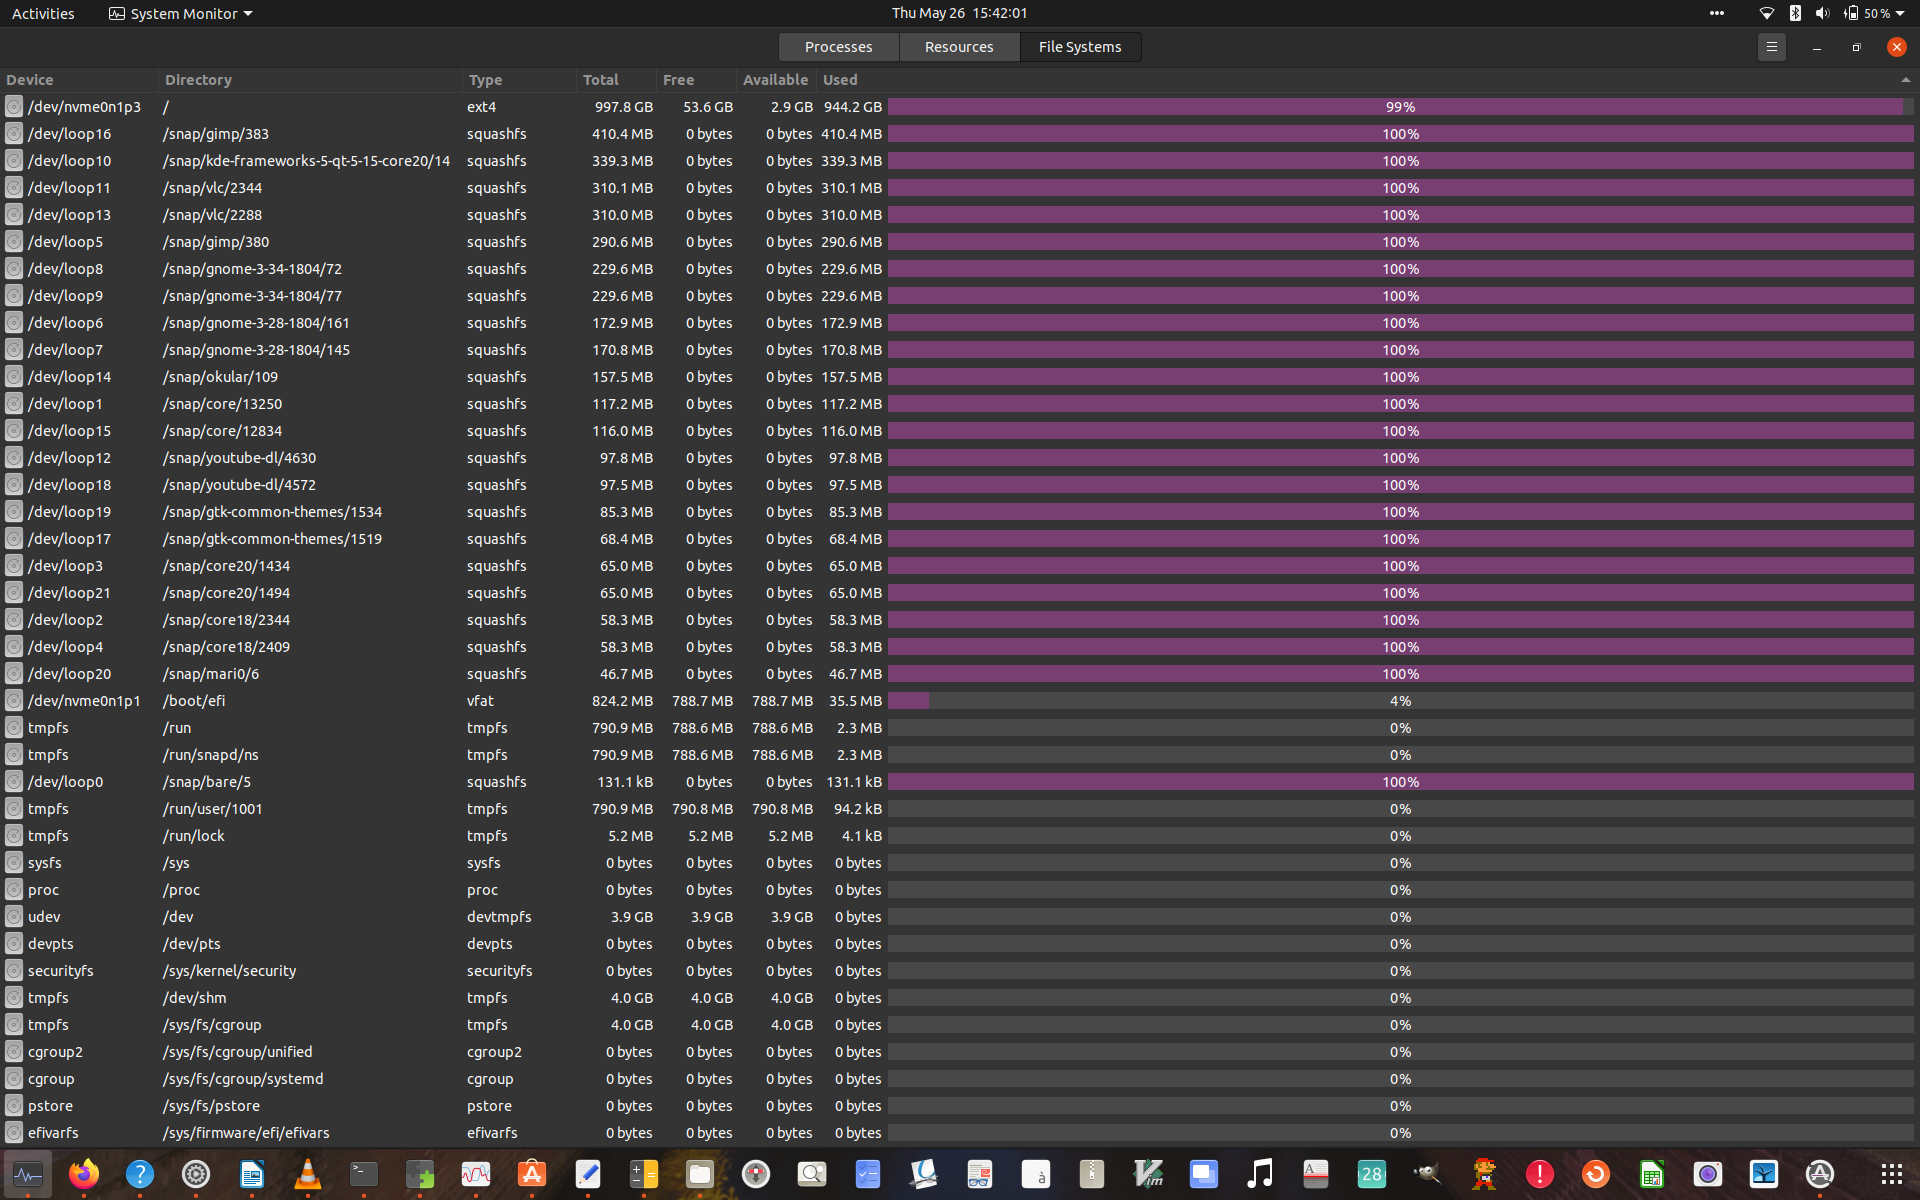 Activities System Monitor Thu May 26 15:42:01 50 %
Processes Resources File Systems
Device Directory Type Total Free Available Used
/dev/nvme0n1p3 / ext4 997.8 GB 53.6 GB 2.9 GB 944.2 GB 99%
/dev/loop16 /snap/gimp/383 squashfs 410.4 MB 0 bytes 0 bytes 410.4 MB 100%
/dev/loop10 /snap/kde-frameworks-5-qt-5-15-core20/14 squashfs 339.3 MB 0 bytes 0 bytes 339.3 MB 100%
/dev/loop11 /snap/vlc/2344 squashfs 310.1 MB 0 bytes 0 bytes 310.1 MB 100%
/dev/loop13 /snap/vlc/2288 squashfs 310.0 MB 0 bytes 0 bytes 310.0 MB 100%
/dev/loop5 /snap/gimp/380 squashfs 290.6 MB 0 bytes 0 bytes 290.6 MB 100%
/dev/loop8 /snap/gnome-3-34-1804/72 squashfs 229.6 MB 0 bytes 0 bytes 229.6 MB 100%
/dev/loop9 /snap/gnome-3-34-1804/77 squashfs 229.6 MB 0 bytes 0 bytes 229.6 MB 100%
/dev/loop6 /snap/gnome-3-28-1804/161 squashfs 172.9 MB 0 bytes 0 bytes 172.9 MB 100%
/dev/loop7 /snap/gnome-3-28-1804/145 squashfs 170.8 MB 0 bytes 0 bytes 170.8 MB 100%
/dev/loop14 /snap/okular/109 squashfs 157.5 MB 0 bytes 0 bytes 157.5 MB 100%
/dev/loop1 /snap/core/13250 squashfs 117.2 MB 0 bytes 0 bytes 117.2 MB 100%
/dev/loop15 /snap/core/12834 squashfs 116.0 MB 0 bytes 0 bytes 116.0 MB 100%
/dev/loop12 /snap/youtube-dl/4630 squashfs 97.8 MB 0 bytes 0 bytes 97.8 MB 100%
/dev/loop18 /snap/youtube-dl/4572 squashfs 97.5 MB 0 bytes 0 bytes 97.5 MB 100%
/dev/loop19 /snap/gtk-common-themes/1534 squashfs 85.3 MB 0 bytes 0 bytes 85.3 MB 100%
/dev/loop17 /snap/gtk-common-themes/1519 squashfs 68.4 MB 0 bytes 0 bytes 68.4 MB 100%
/dev/loop3 /snap/core20/1434 squashfs 65.0 MB 0 bytes 0 bytes 65.0 MB 100%
/dev/loop21 /snap/core20/1494 squashfs 65.0 MB 0 bytes 0 bytes 65.0 MB 100%
/dev/loop2 /snap/core18/2344 squashfs 58.3 MB 0 bytes 0 bytes 58.3 MB 100%
/dev/loop4 /snap/core18/2409 squashfs 58.3 MB 0 bytes 0 bytes 58.3 MB 100%
/dev/loop20 /snap/mari0/6 squashfs 46.7 MB 0 bytes 0 bytes 46.7 MB 100%
/dev/nvme0n1p1 /boot/efi vfat 824.2 MB 788.7 MB 788.7 MB 35.5 MB 4%
tmpfs /run tmpfs 790.9 MB 788.6 MB 788.6 MB 2.3 MB 0%
tmpfs /run/snapd/ns tmpfs 790.9 MB 788.6 MB 788.6 MB 2.3 MB 0%
/dev/loop0 /snap/bare/5 squashfs 131.1 kB 0 bytes 0 bytes 131.1 kB 100%
tmpfs /run/user/1001 tmpfs 790.9 MB 790.8 MB 790.8 MB 94.2 kB 0%
tmpfs /run/lock tmpfs 5.2 MB 5.2 MB 5.2 MB 4.1 kB 0%
sysfs /sys sysfs 0 bytes 0 bytes 0 bytes 0 bytes 0%
proc /proc proc 0 bytes 0 bytes 0 bytes 0 bytes 0%
udev /dev devtmpfs 3.9 GB 3.9 GB 3.9 GB 0 bytes 0%
devpts /dev/pts devpts 0 bytes 0 bytes 0 bytes 0 bytes 0%
securityfs /sys/kernel/security securityfs 0 bytes 0 bytes 0 bytes 0 bytes 0%
tmpfs /dev/shm tmpfs 4.0 GB 4.0 GB 4.0 GB 0 bytes 0%
tmpfs /sys/fs/cgroup tmpfs 4.0 GB 4.0 GB 4.0 GB 0 bytes 0%
cgroup2 /sys/fs/cgroup/unified cgroup2 0 bytes 0 bytes 0 bytes 0 bytes 0%
cgroup /sys/fs/cgroup/systemd cgroup 0 bytes 0 bytes 0 bytes 0 bytes 0%
pstore /sys/fs/pstore pstore 0 bytes 0 bytes 0 bytes 0 bytes 0%
efivarfs /sys/firmware/efi/efivars efivarfs 0 bytes 0 bytes 0 bytes 0 bytes 0%
? >_ à Vim A 28 !